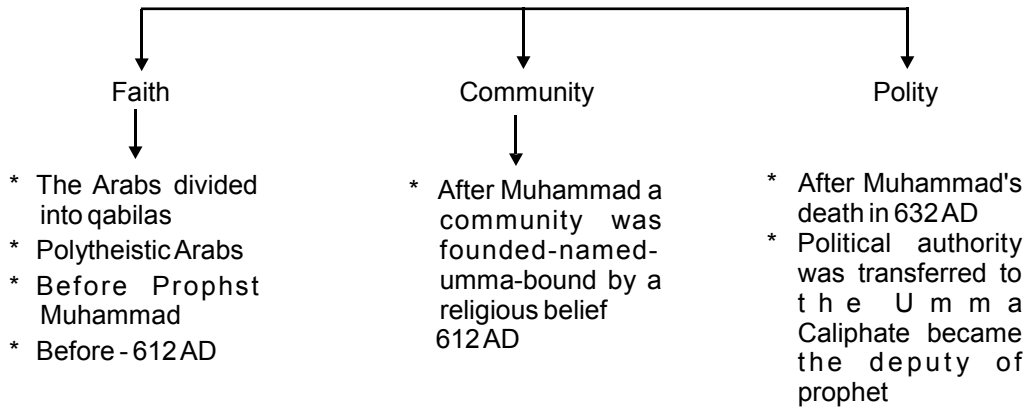 Faith
* The Arabs divided
into qabilas
* Polytheistic Arabs
* Before Prophst
Muhammad
* Before - 612 AD
Community
* After Muhammad a
community was
founded-named-
umma-bound by a
religious belief
612 AD
Polity
* After Muhammad's
death in 632 AD
* Political authority
was transferred to
the Umma
Caliphate became
the deputy of
prophet